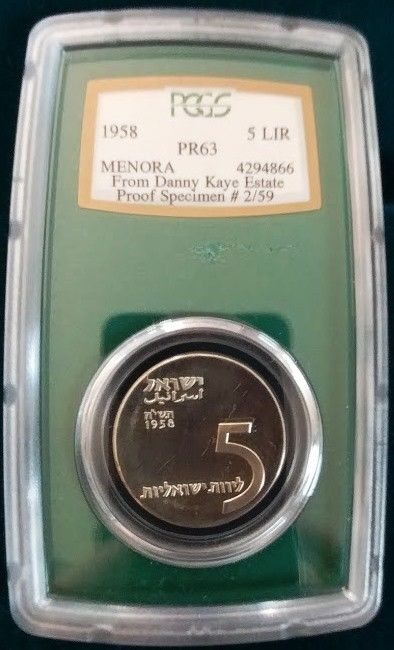 PCGS
1958 5 LIR
PR63
MENORA 4294866
From Danny Kaye Estate
Proof Specimen # 2/59
ישראל
اسرائيل
תשי"ח
1958
5
לירות ישראליות